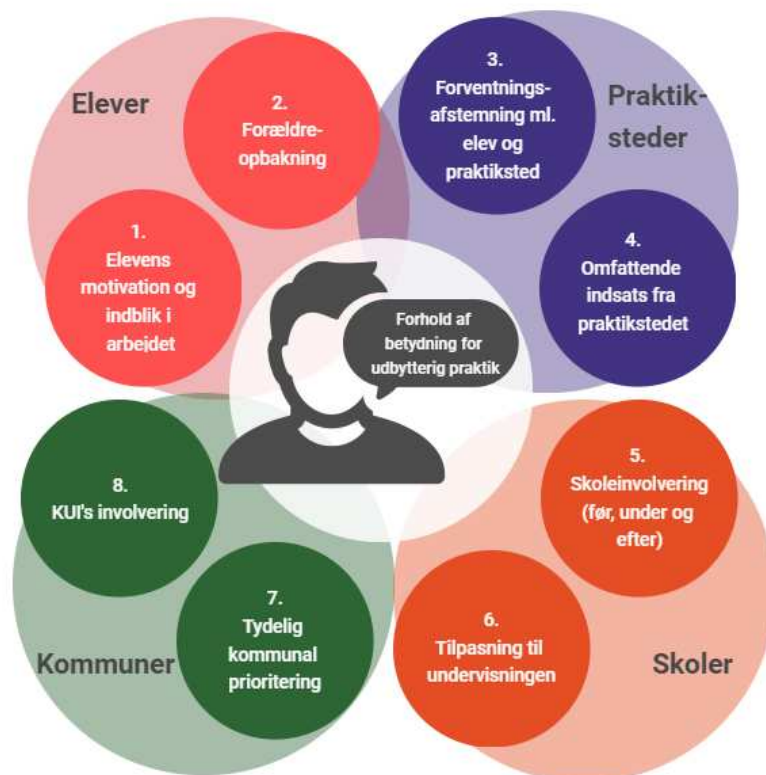 Elever
2.
Forældre-
opbakning
1.
Elevens
motivation og
indblik i
arbejdet
3.
Forventnings-
afstemning ml.
elev og
praktiksted
Praktik-
steder
4.
Omfattende
indsats fra
praktikstedet
Forhold af
betydning for
udbytterig praktik
5.
Skoleinvolvering
(før, under og
efter)
6.
Tilpasning til
undervisningen
Skoler
7.
Tydelig
kommunal
prioritering
8.
KUI's involvering
Kommuner